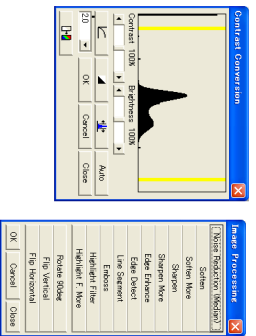 Contrast Conversion
Contrast 100% Brightness 100%
Auto
2.0
OK
Cancel
Close
Image Processing
Noise Reduction (Median)
Soften
Soften More
Sharpen
Sharpen More
Edge Enhance
Edge Detect
Line Segment
Emboss
Highlight Filter
Highlight F. More
Rotate 90deg
Flip Vertical
Flip Horizontal
OK
Cancel
Close